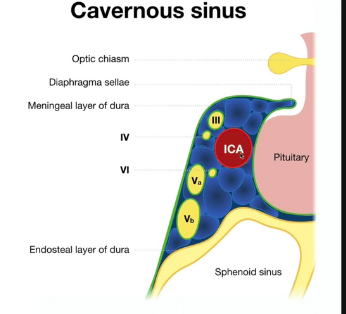 Cavernous sinus
Optic chiasm
Diaphragma sellae
Meningeal layer of dura
III
IV
ICA
Pituitary
VI
Va
Vb
Endosteal layer of dura
Sphenoid sinus